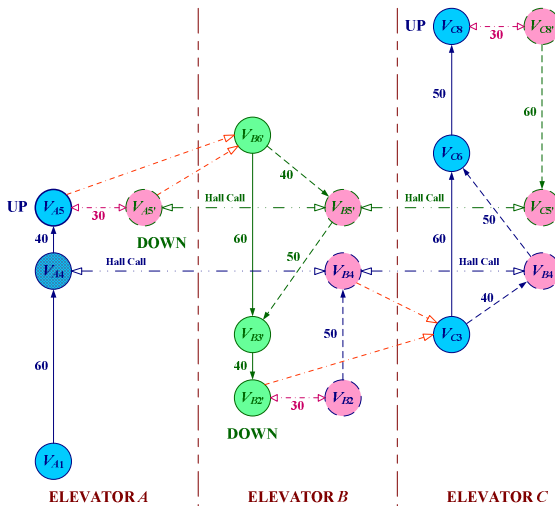 UP
V_C8
30
V_C8'
50
60
V_B6'
40
V_C6
UP
V_A5
30
V_A5'
Hall Call
V_B5'
Hall Call
V_C5'
DOWN
40
60
50
60
50
V_A4
Hall Call
V_B4
Hall Call
V_B4
40
60
50
V_B3'
V_C3
40
V_B2'
30
V_B2
DOWN
V_A1
ELEVATOR A
ELEVATOR B
ELEVATOR C